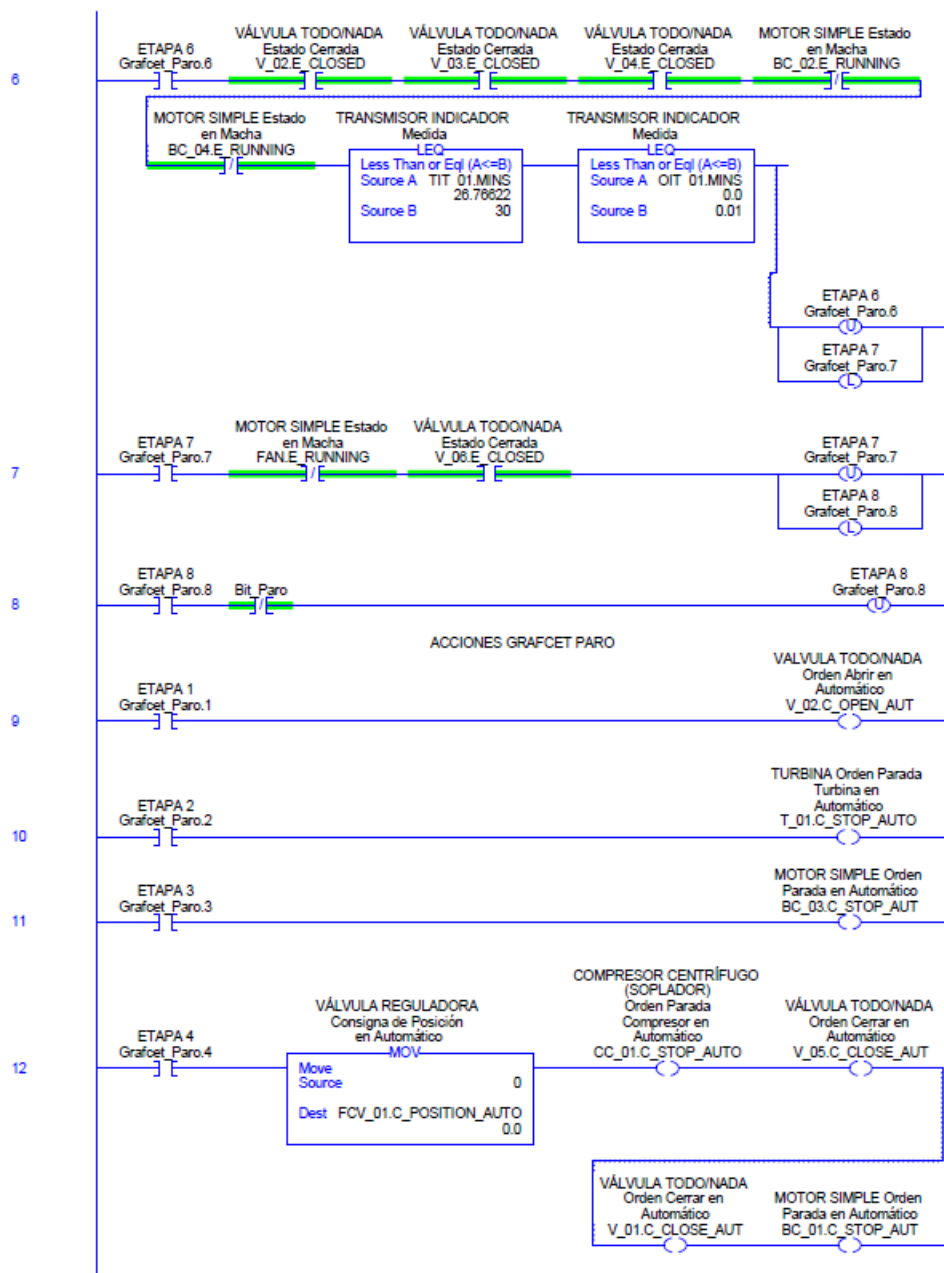 6
ETAPA 6
Grafcet_Paro.6
VÁLVULA TODO/NADA
Estado Cerrada
V_02.E_CLOSED
VÁLVULA TODO/NADA
Estado Cerrada
V_03.E_CLOSED
VÁLVULA TODO/NADA
Estado Cerrada
V_04.E_CLOSED
MOTOR SIMPLE Estado
en Macha
BC_02.E_RUNNING
MOTOR SIMPLE Estado
en Macha
BC_04.E_RUNNING
TRANSMISOR INDICADOR
Medida
LEQ
Less Than or Eql (A<=B)
Source A TIT_01.MINS
26.76622
Source B 30
TRANSMISOR INDICADOR
Medida
LEQ
Less Than or Eql (A<=B)
Source A OIT_01.MINS
0.0
Source B 0.01
ETAPA 6
Grafcet_Paro.6
U
ETAPA 7
Grafcet_Paro.7
L
7
ETAPA 7
Grafcet_Paro.7
MOTOR SIMPLE Estado
en Macha
FAN.E_RUNNING
VÁLVULA TODO/NADA
Estado Cerrada
V_06.E_CLOSED
ETAPA 7
Grafcet_Paro.7
U
ETAPA 8
Grafcet_Paro.8
L
8
ETAPA 8
Grafcet_Paro.8
Bit_Paro
ETAPA 8
Grafcet_Paro.8
U
ACCIONES GRAFCET PARO
9
ETAPA 1
Grafcet_Paro.1
VALVULA TODO/NADA
Orden Abrir en
Automático
V_02.C_OPEN_AUT
10
ETAPA 2
Grafcet_Paro.2
TURBINA Orden Parada
Turbina en
Automático
T_01.C_STOP_AUTO
11
ETAPA 3
Grafcet_Paro.3
MOTOR SIMPLE Orden
Parada en Automático
BC_03.C_STOP_AUT
12
ETAPA 4
Grafcet_Paro.4
VÁLVULA REGULADORA
Consigna de Posición
en Automático
MOV
Move
Source 0
Dest FCV_01.C_POSITION_AUTO
0.0
COMPRESOR CENTRÍFUGO
(SOPLADOR)
Orden Parada
Compresor en
Automático
CC_01.C_STOP_AUTO
VÁLVULA TODO/NADA
Orden Cerrar en
Automático
V_05.C_CLOSE_AUT
VÁLVULA TODO/NADA
Orden Cerrar en
Automático
V_01.C_CLOSE_AUT
MOTOR SIMPLE Orden
Parada en Automático
BC_01.C_STOP_AUT